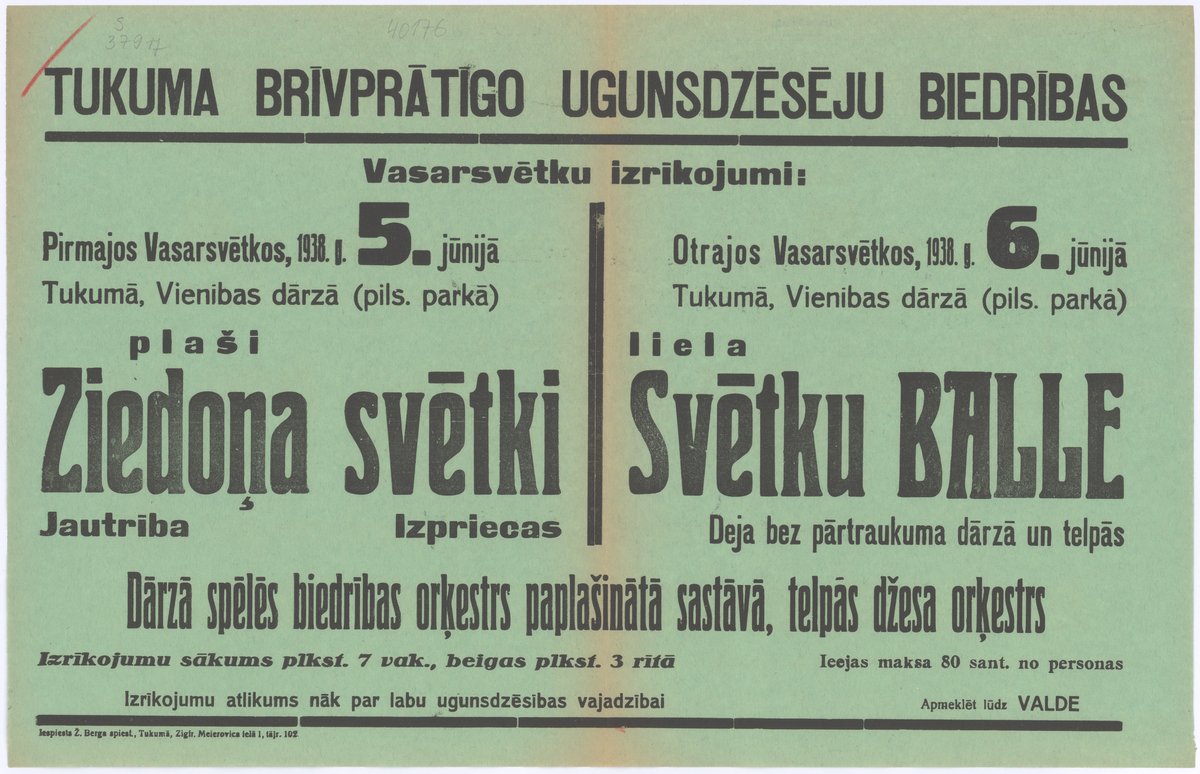 S
37917
40176
TUKUMA BRĪVPRĀTĪGO UGUNSDZĒSĒJU BIEDRĪBAS
Vasarsvētku izrīkojumi:
Pirmajos Vasarsvētkos, 1938. g. 5. jūnijā
Tukumā, Vienības dārzā (pils. parkā)
plaši
Ziedoņa svētki
Jautrība Izpriecas
Otrajos Vasarsvētkos, 1938. g. 6. jūnijā
Tukumā, Vienības dārzā (pils. parkā)
liela
Svētku BALLE
Deja bez pārtraukuma dārzā un telpās
Dārzā spēlēs biedrības orķestrs paplašinātā sastāvā, telpās džesa orķestrs
Izrīkojumu sākums plkst. 7 vak., beigas plkst. 3 rītā
Ieejas maksa 80 sant. no personas
Izrīkojumu atlikums nāk par labu ugunsdzēsības vajadzībai
Apmeklēt lūdz VALDE
Iespiests Ž. Berga spiest., Tukumā, Zigfr. Meierovica ielā 1, tālr. 102